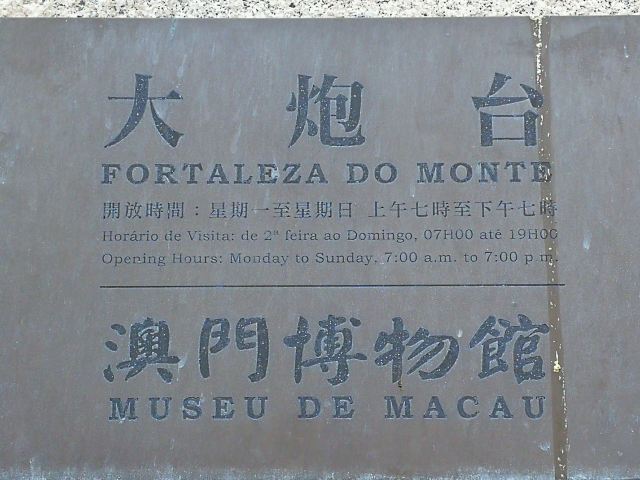 大炮台
FORTALEZA DO MONTE
開放時間：星期一至星期日 上午七時至下午七時
Horário de Visita: de 2ª feira ao Domingo, 07H00 até 19H00
Opening Hours: Monday to Sunday, 7:00 a.m. to 7:00 p.m.
澳門博物館
MUSEU DE MACAU